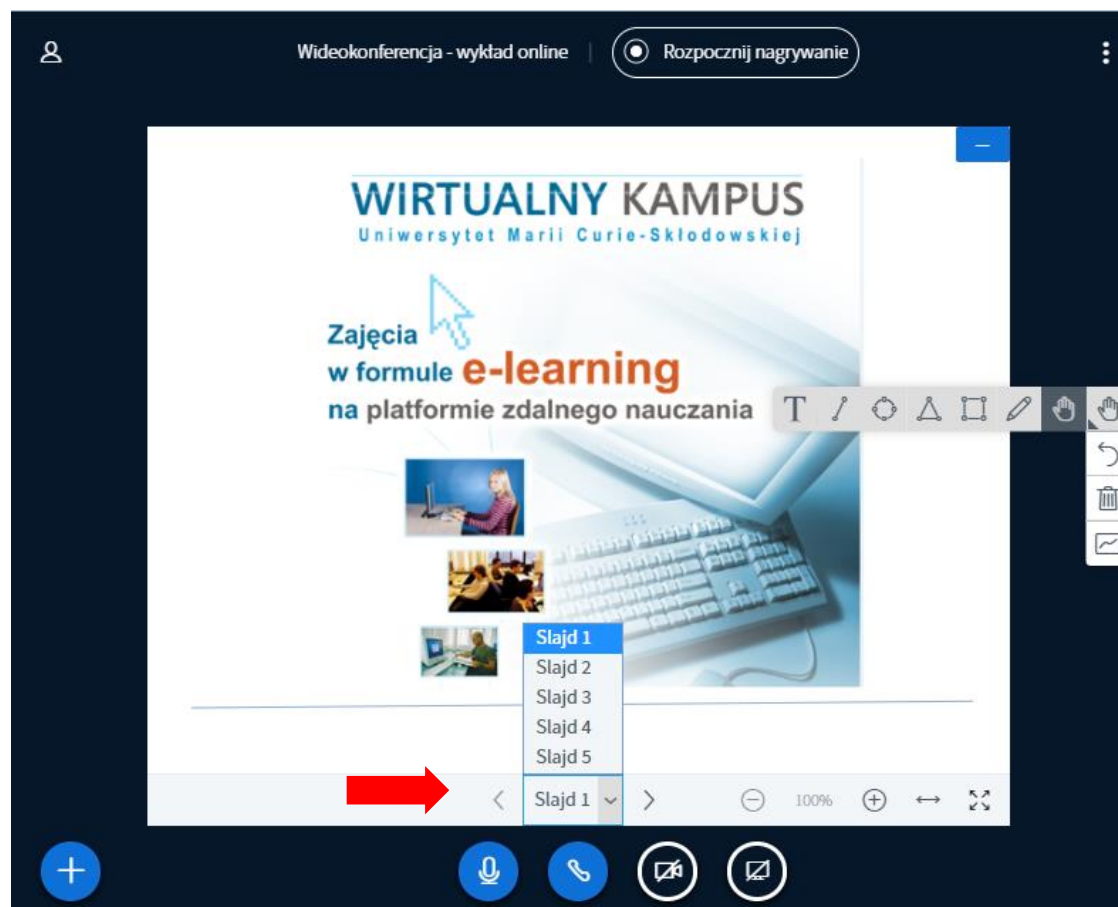 Wideokonferencja - wykład online
Rozpocznij nagrywanie
WIRTUALNY KAMPUS
Uniwersytet Marii Curie-Skłodowskiej
Zajęcia
w formule e-learning
na platformie zdalnego nauczania
T
Slajd 1
Slajd 2
Slajd 3
Slajd 4
Slajd 5
Slajd 1
100%